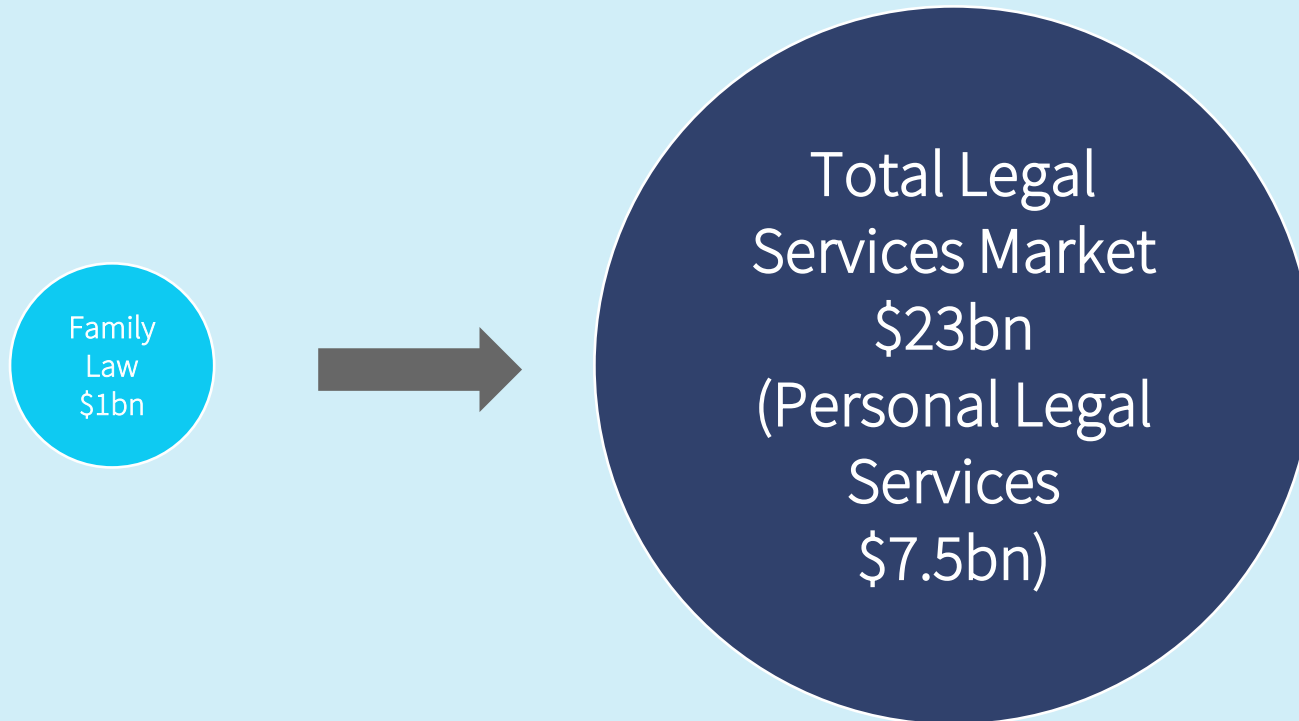 Family
Law
$1bn
Total Legal
Services Market
$23bn
(Personal Legal
Services
$7.5bn)